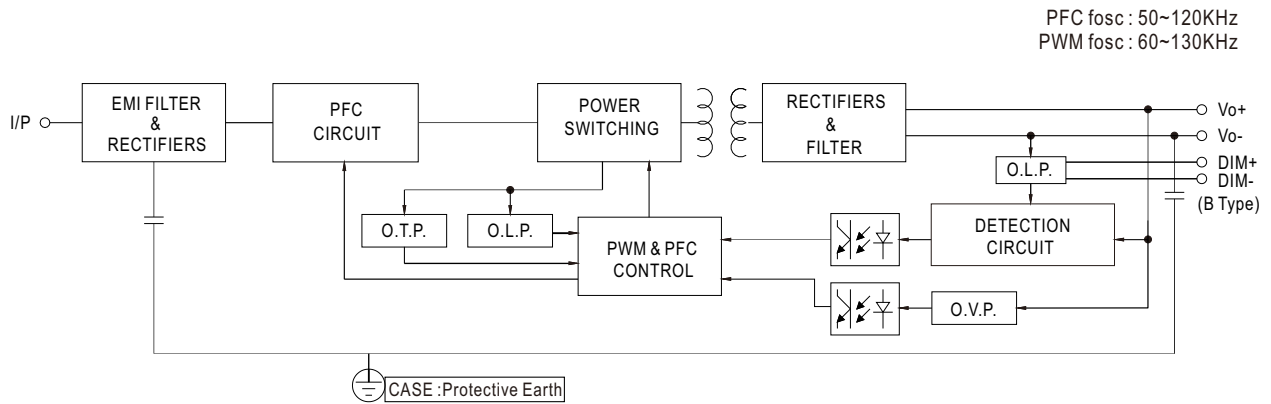 PFC fosc : 50~120KHz
PWM fosc : 60~130KHz
I/P
EMI FILTER
&
RECTIFIERS
PFC
CIRCUIT
POWER
SWITCHING
RECTIFIERS
&
FILTER
Vo+
Vo-
DIM+
DIM-
(B Type)
O.L.P.
O.T.P.
O.L.P.
PWM & PFC
CONTROL
DETECTION
CIRCUIT
O.V.P.
CASE :Protective Earth